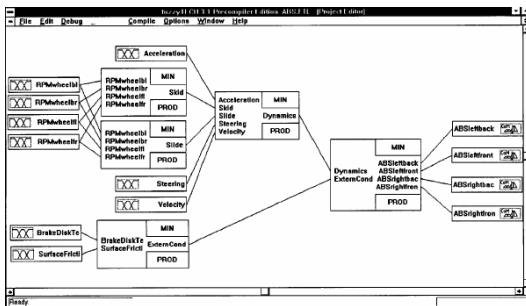 fuzzyTECH 3.1 Precompiler Edition: ABS.FTL - [Project Editor]
File Edit Debug ... Compile Options Window Help
Acceleration
RPMwheelbl
RPMwheelbr
RPMwheelfl
RPMwheelfr
RPMwheelbl
RPMwheelbr
RPMwheelfl
RPMwheelfr
MIN
Skid
PROD
RPMwheelbl
RPMwheelbr
RPMwheelfl
RPMwheelfr
MIN
Slide
PROD
Steering
Velocity
Acceleration
Skid
Slide
Steering
Velocity
MIN
Dynamics
PROD
BrakeDiskTe
SurfaceFricti
BrakeDiskTe
SurfaceFricti
MIN
ExternCond
PROD
Dynamics
ExternCond
MIN
ABSleftback
ABSleftfront
ABSrightbac
ABSrightfron
PROD
ABSleftback
ABSleftfront
ABSrightbac
ABSrightfron
Ready